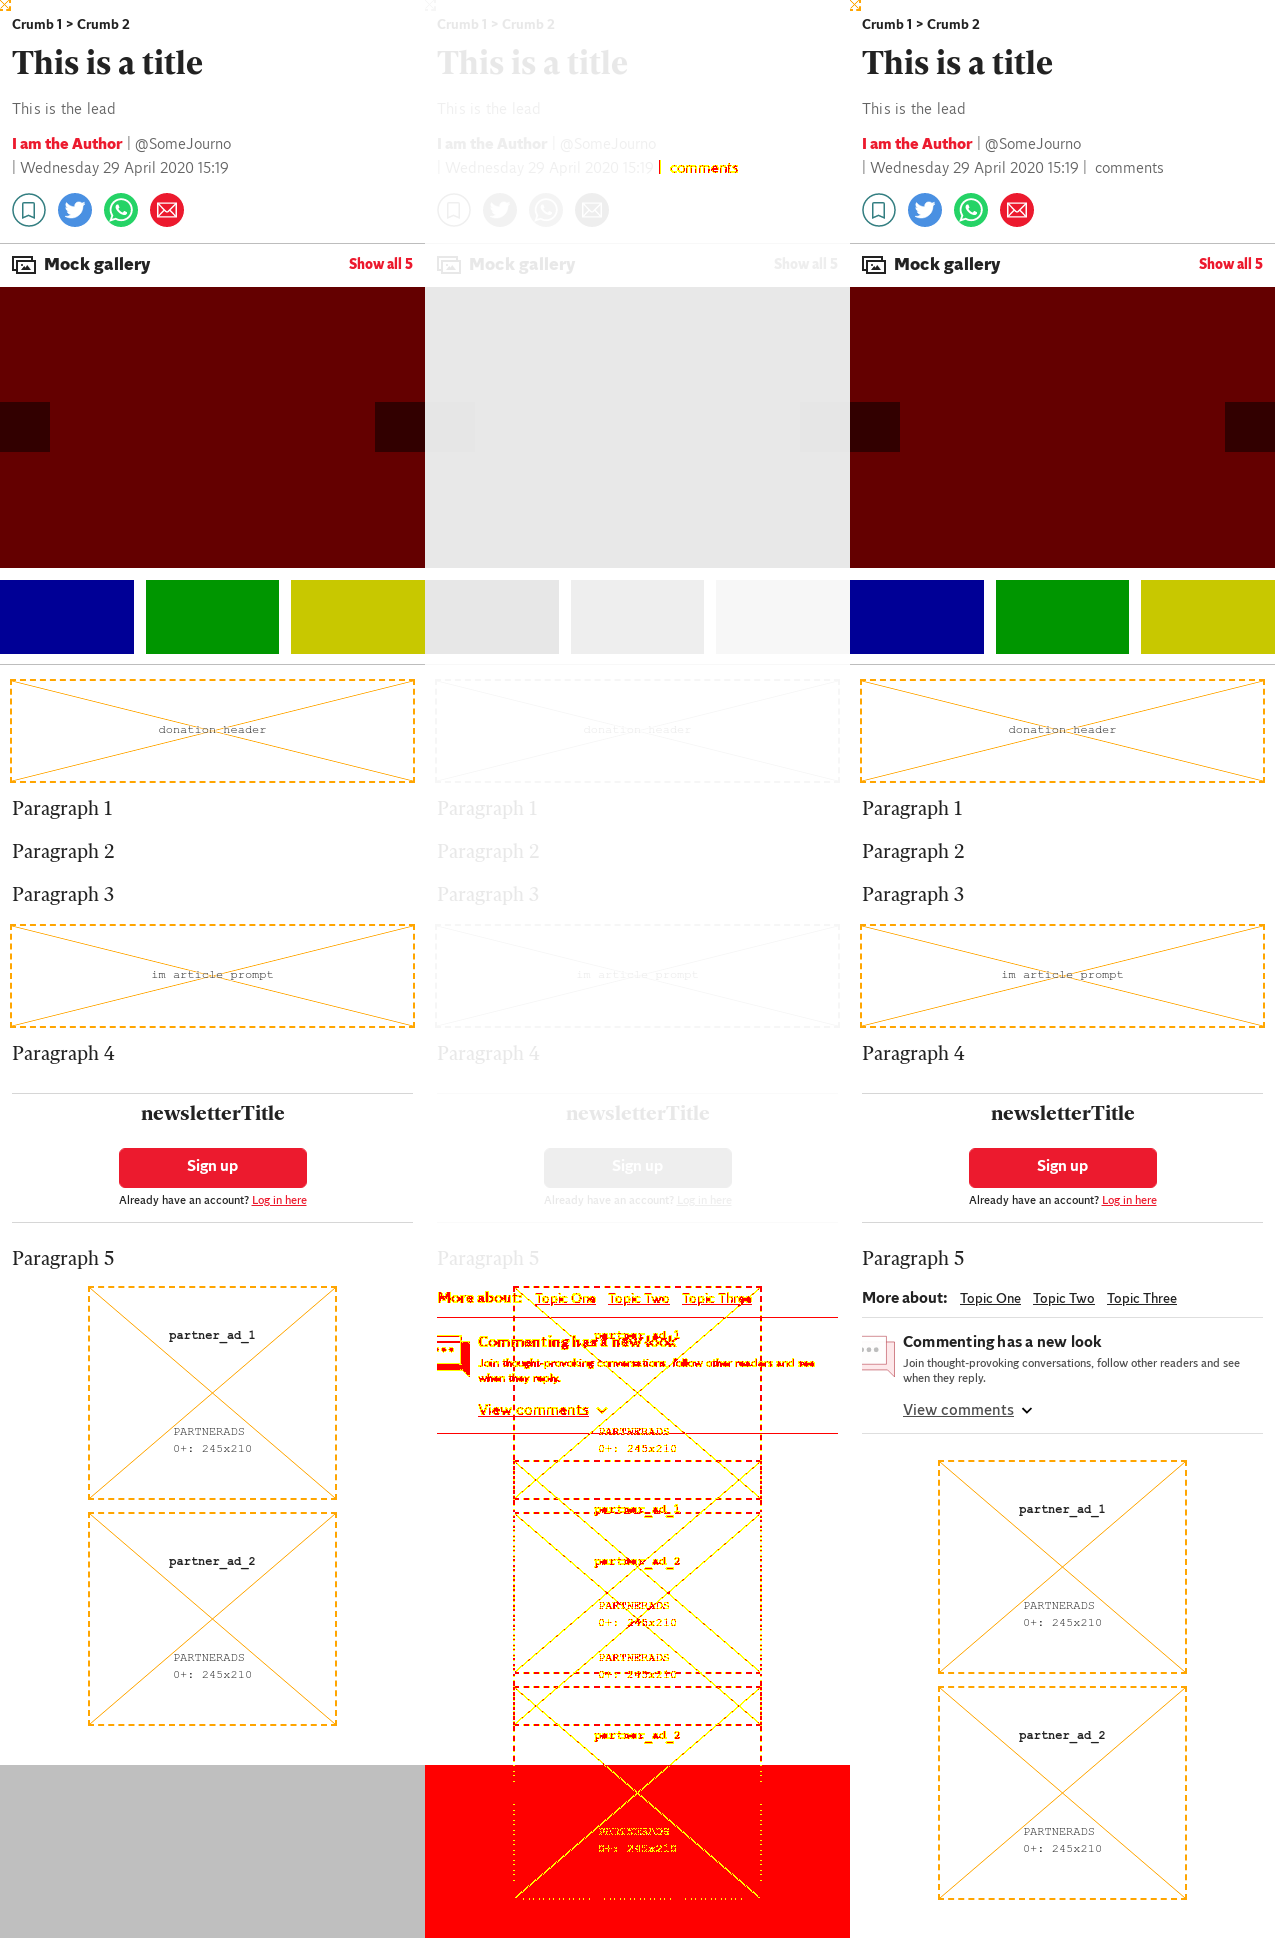 Crumb 1 > Crumb 2
This is a title
This is the lead
I am the Author | @SomeJourno
| Wednesday 29 April 2020 15:19
Mock gallery
Show all 5
donation header
Paragraph 1
Paragraph 2
Paragraph 3
im article prompt
Paragraph 4
newsletterTitle
Sign up
Already have an account? Log in here
Paragraph 5
partner_ad_1
PARTNERADS
0+: 245x210
partner_ad_2
PARTNERADS
0+: 245x210
Crumb 1 > Crumb 2
This is a title
This is the lead
I am the Author | @SomeJourno
| Wednesday 29 April 2020 15:19 | comments
Mock gallery
Show all 5
donation header
Paragraph 1
Paragraph 2
Paragraph 3
in article prompt
Paragraph 4
newsletterTitle
Sign up
Already have an account? Log in here
Paragraph 5
More about: Topic One Topic Two Topic Three
partner_ad_1
Commenting has a new look
Join thought-provoking conversations, follow other readers and see
when they reply.
View comments
PARTNERADS
0+: 245x210
partner_ad_1
partner_ad_2
PARTNERADS
0+: 245x210
PARTNERADS
0+: 245x210
partner_ad_2
PARTNERADS
0+: 245x210
Crumb 1 > Crumb 2
This is a title
This is the lead
I am the Author | @SomeJourno
| Wednesday 29 April 2020 15:19 | comments
Mock gallery
Show all 5
donation header
Paragraph 1
Paragraph 2
Paragraph 3
im article prompt
Paragraph 4
newsletterTitle
Sign up
Already have an account? Log in here
Paragraph 5
More about: Topic One Topic Two Topic Three
Commenting has a new look
Join thought-provoking conversations, follow other readers and see
when they reply.
View comments
partner_ad_1
PARTNERADS
0+: 245x210
partner_ad_2
PARTNERADS
0+: 245x210